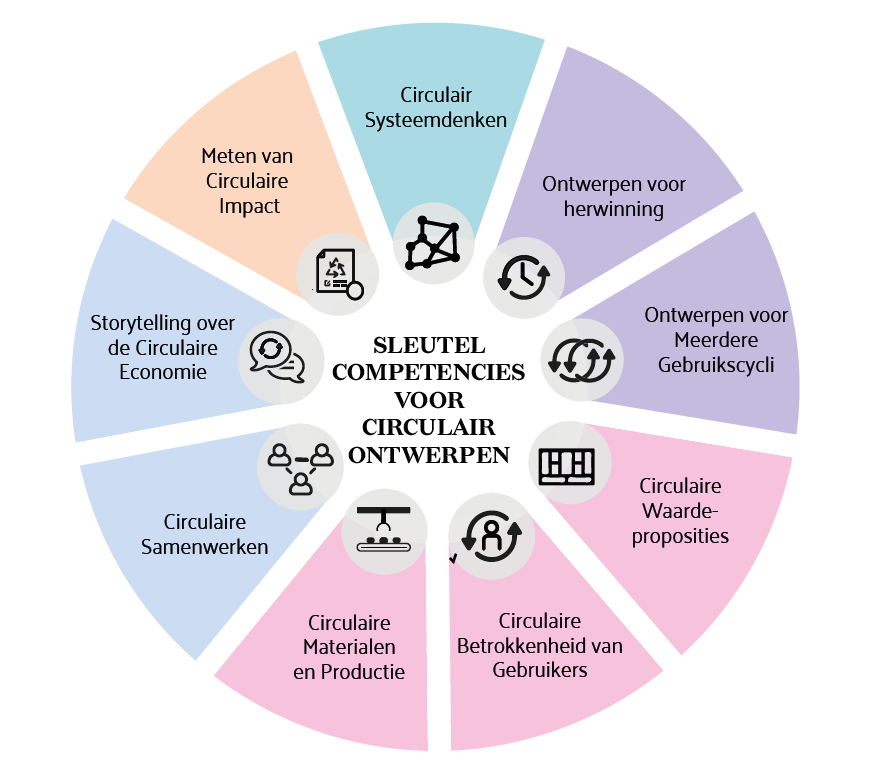 Circulair
Systeemdenken
Ontwerpen voor
herwinning
Ontwerpen voor
Meerdere
Gebruikscycli
Circulaire
Waarde-
proposities
Circulaire
Betrokkenheid van
Gebruikers
Circulaire
Materialen
en Productie
Circulaire
Samenwerken
Storytelling over
de Circulaire
Economie
Meten van
Circulaire
Impact
SLEUTEL
COMPETENCIES
VOOR
CIRCULAIR
ONTWERPEN